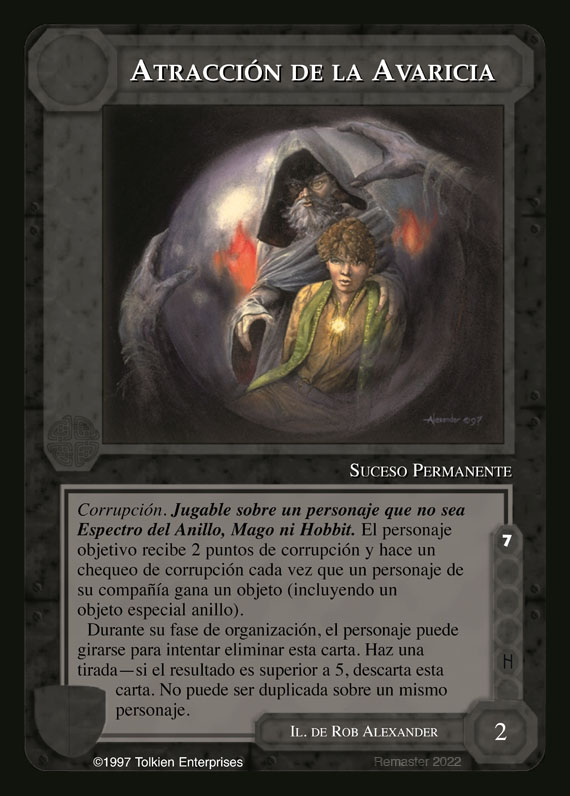 Atracción de la Avaricia
Alexander 1997
Suceso Permanente
Corrupción. Jugable sobre un personaje que no sea
Espectro del Anillo, Mago ni Hobbit. El personaje
objetivo recibe 2 puntos de corrupción y hace un
chequeo de corrupción cada vez que un personaje de
su compañía gana un objeto (incluyendo un
objeto especial anillo).
Durante su fase de organización, el personaje puede
girarse para intentar eliminar esta carta. Haz una
tirada—si el resultado es superior a 5, descarta esta
carta. No puede ser duplicada sobre un mismo
personaje.
7
H
Il. de Rob Alexander
2
©1997 Tolkien Enterprises
Remaster 2022